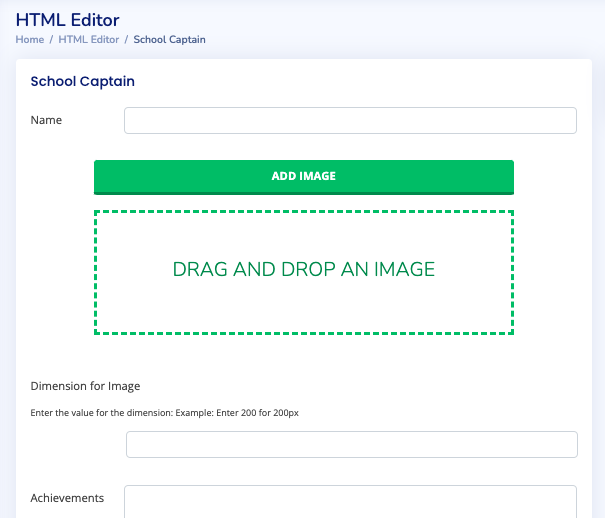 HTML Editor
Home / HTML Editor / School Captain
School Captain
Name
ADD IMAGE
DRAG AND DROP AN IMAGE
Dimension for Image
Enter the value for the dimension: Example: Enter 200 for 200px
Achievements